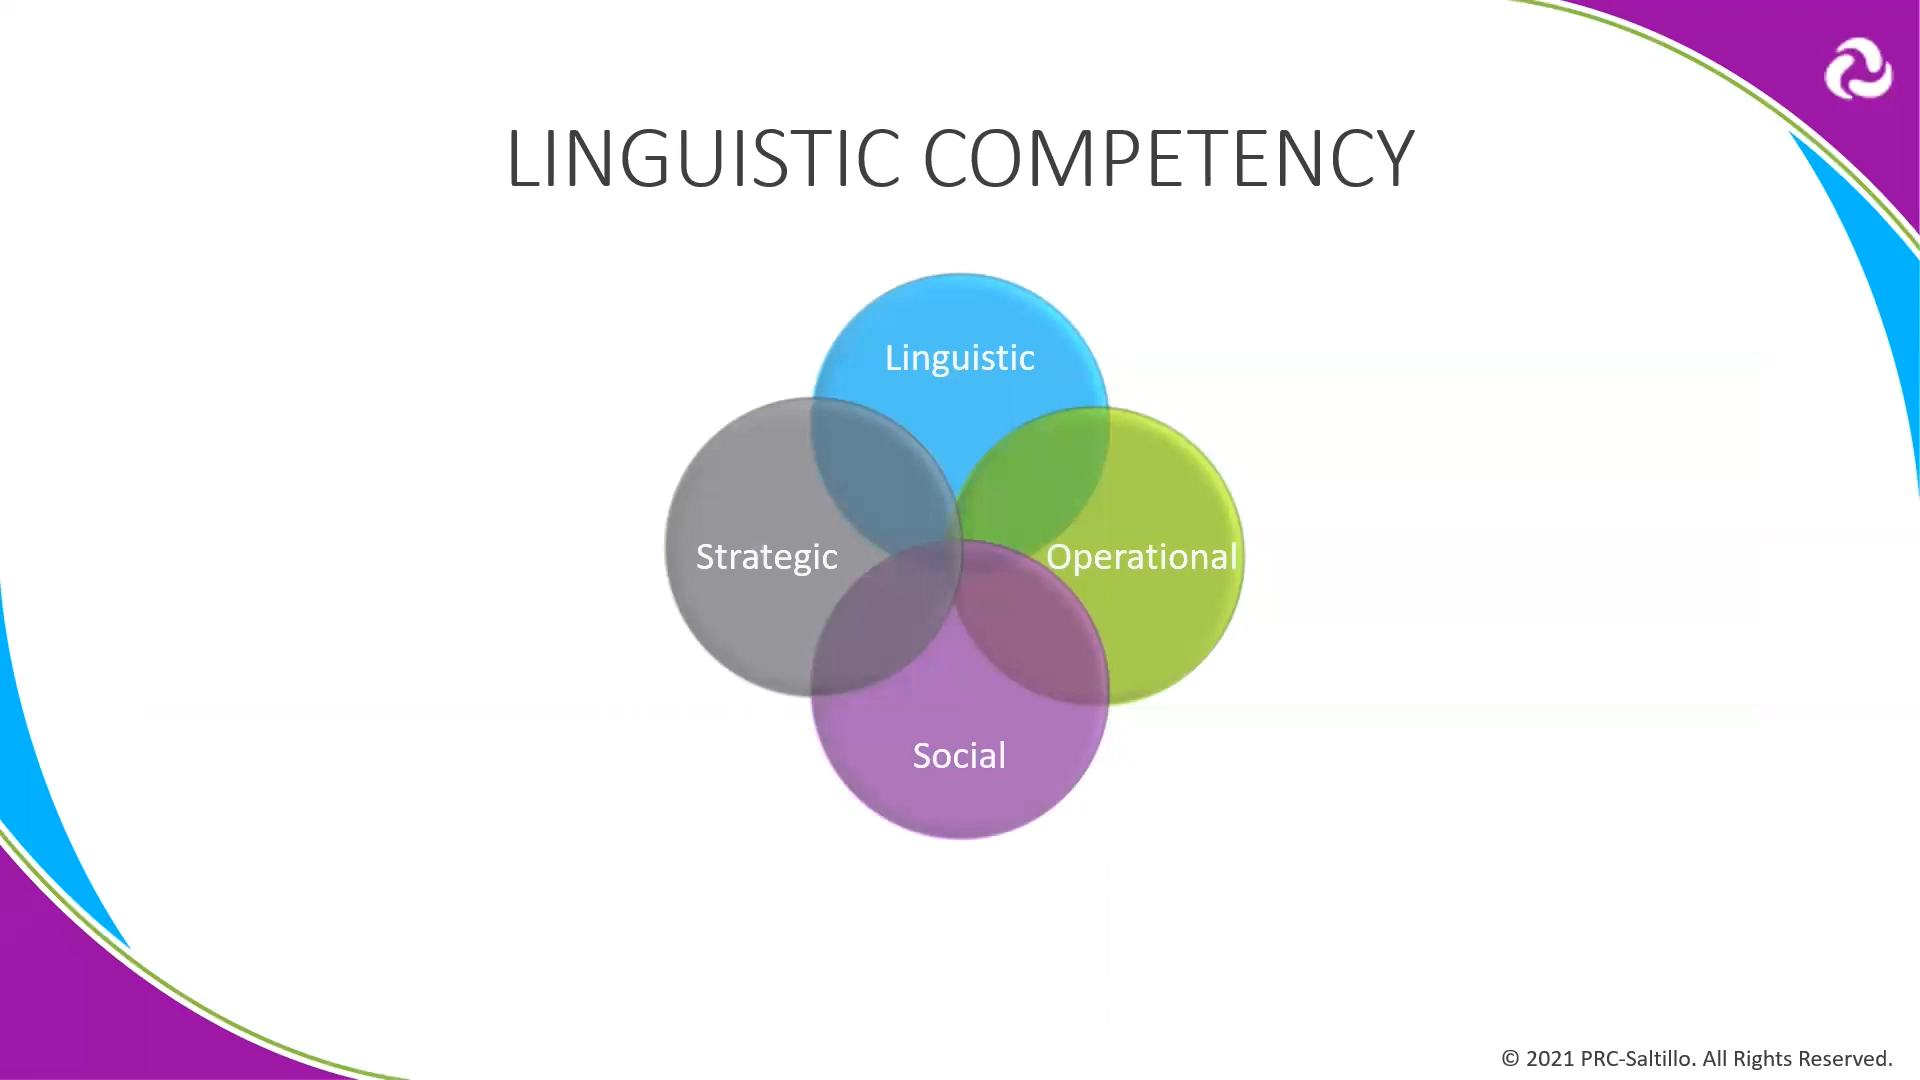 LINGUISTIC COMPETENCY
Linguistic
Strategic
Operational
Social
© 2021 PRC-Saltillo. All Rights Reserved.